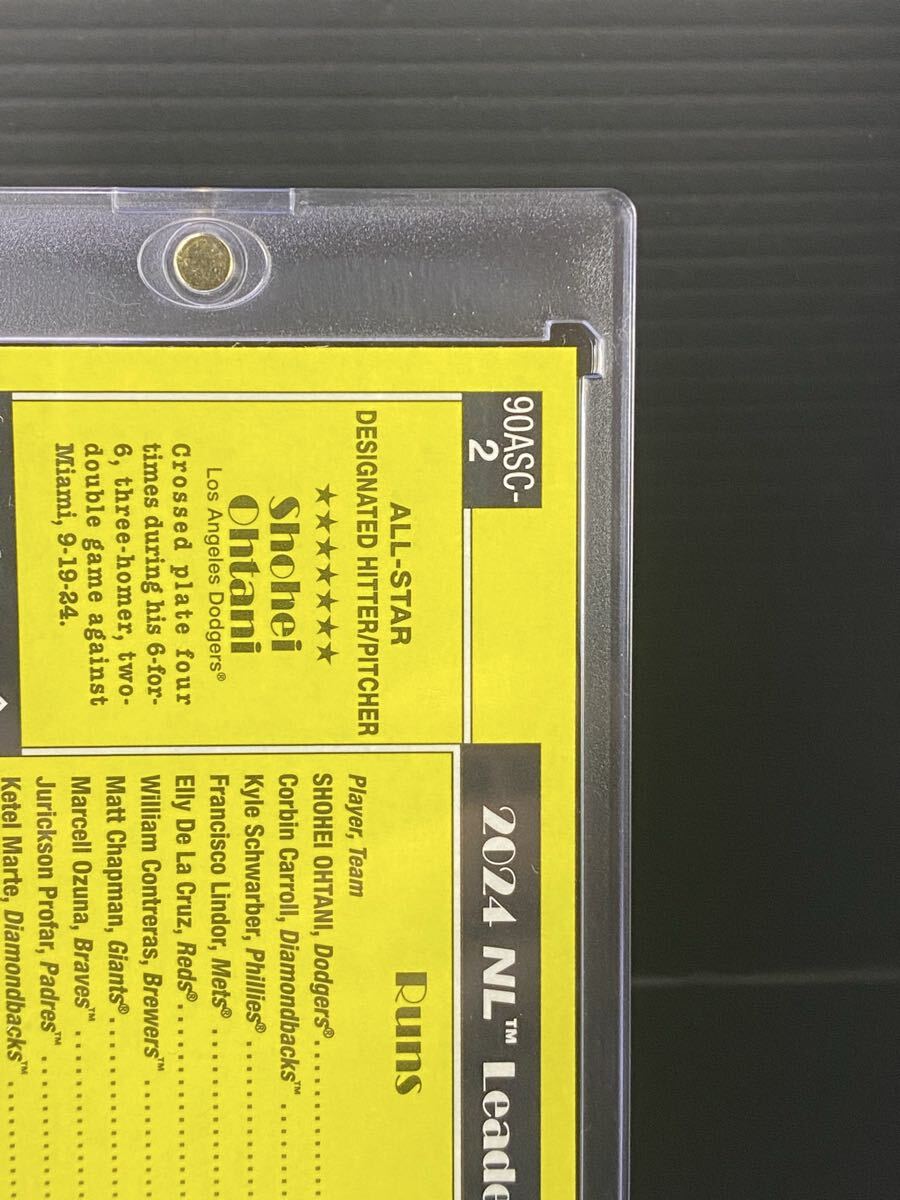 90ASC-
2
ALL-STAR
DESIGNATED HITTER/PITCHER
★★★★★★★
Shohei
Ohtani
Los Angeles Dodgers®
Crossed plate four
times during his 6-for-
6, three-homer, two-
double game against
Miami, 9-19-24.
2024 NL™ Leade
Runs
Player, Team
SHOHEI OHTANI, Dodgers®
Corbin Carroll, Diamondbacks™
Kyle Schwarber, Phillies®
Francisco Lindor, Mets®
Elly De La Cruz, Reds®
William Contreras, Brewers™
Matt Chapman, Giants®
Marcell Ozuna, Braves™
Jurickson Profar, Padres™
Ketel Marte, Diamondbacks™